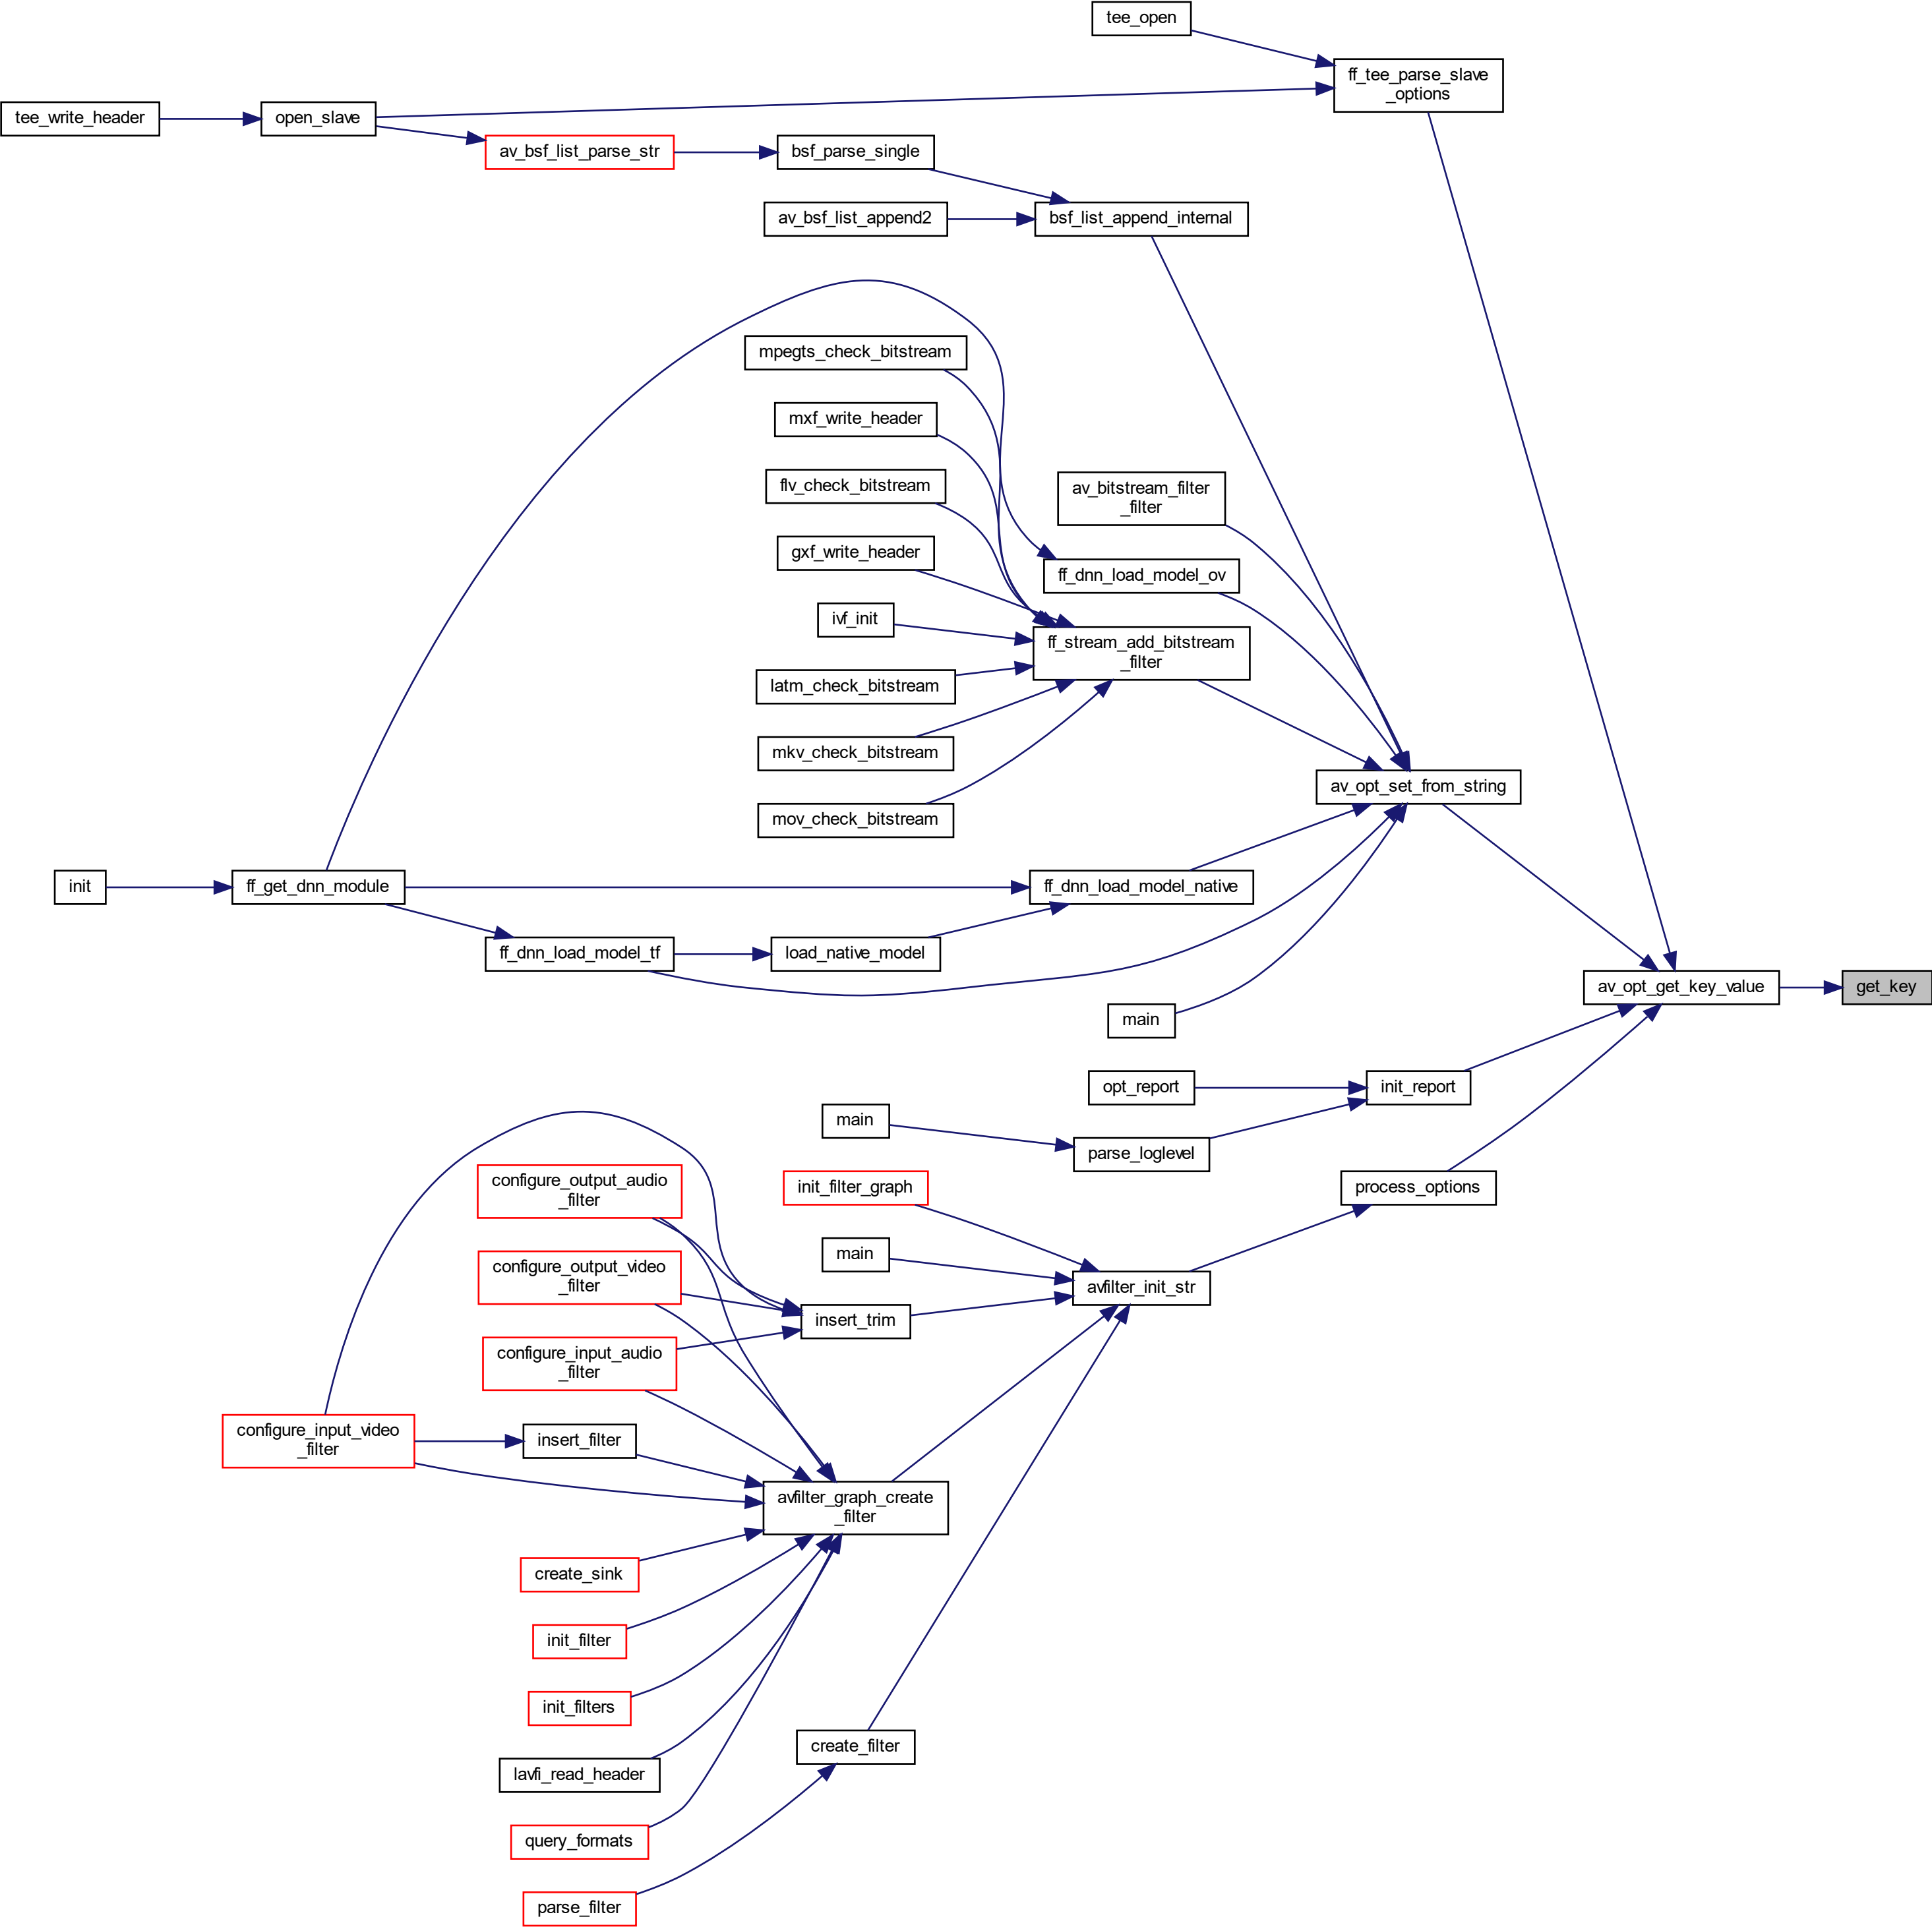 tee_open
ff_tee_parse_slave
_options
tee_write_header
open_slave
av_bsf_list_parse_str
bsf_parse_single
av_bsf_list_append2
bsf_list_append_internal
mpegts_check_bitstream
mxf_write_header
flv_check_bitstream
av_bitstream_filter
_filter
gxf_write_header
ff_dnn_load_model_ov
ivf_init
ff_stream_add_bitstream
_filter
latm_check_bitstream
mkv_check_bitstream
av_opt_set_from_string
mov_check_bitstream
init
ff_get_dnn_module
ff_dnn_load_model_native
ff_dnn_load_model_tf
load_native_model
av_opt_get_key_value
get_key
main
opt_report
init_report
main
parse_loglevel
configure_output_audio
_filter
init_filter_graph
process_options
main
configure_output_video
_filter
avfilter_init_str
insert_trim
configure_input_audio
_filter
configure_input_video
_filter
insert_filter
avfilter_graph_create
_filter
create_sink
init_filter
init_filters
create_filter
lavfi_read_header
query_formats
parse_filter